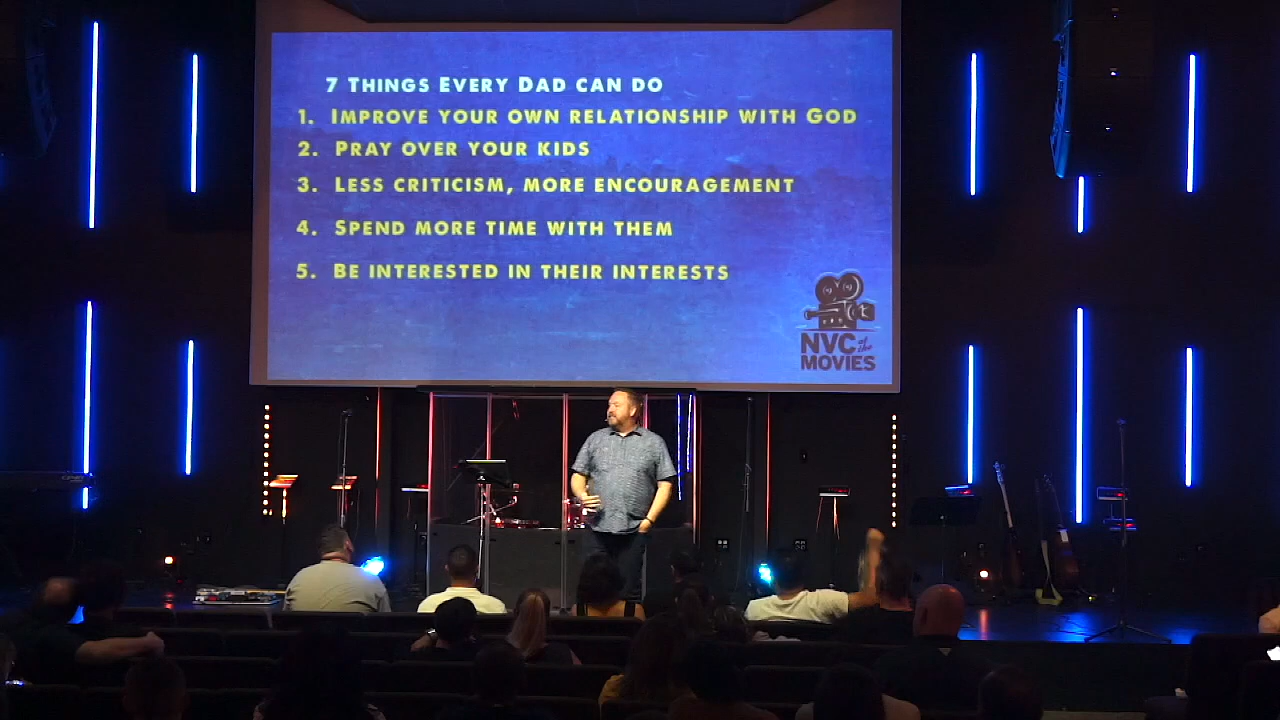 7 THINGS EVERY DAD CAN DO
1. IMPROVE YOUR OWN RELATIONSHIP WITH GOD
2. PRAY OVER YOUR KIDS
3. LESS CRITICISM, MORE ENCOURAGEMENT
4. SPEND MORE TIME WITH THEM
5. BE INTERESTED IN THEIR INTERESTS
NVC at the
MOVIES